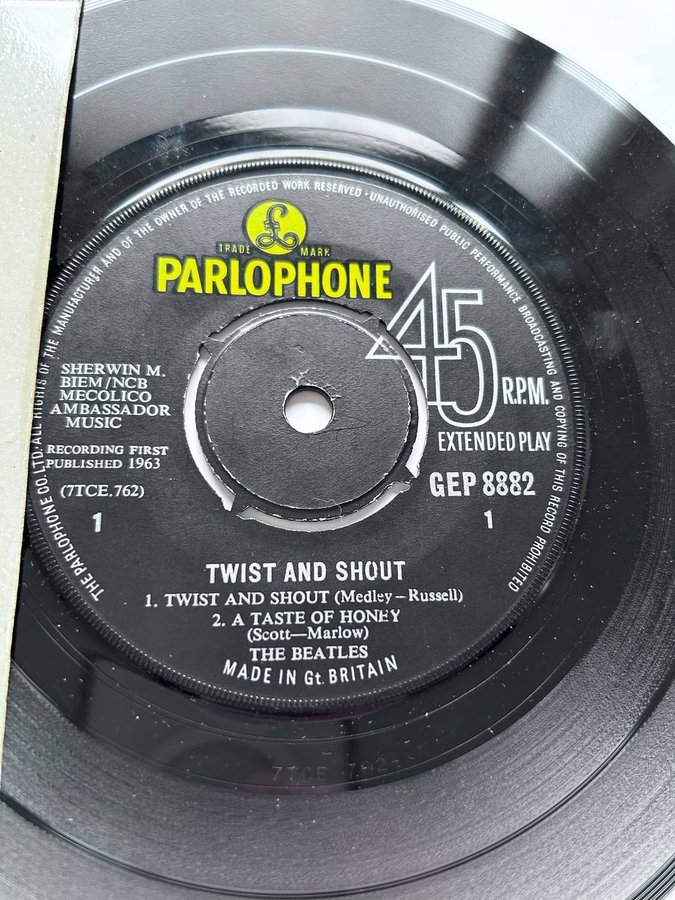 THE PARLOPHONE CO. LTD. ALL RIGHTS OF THE MANUFACTURER AND OF THE OWNER OF THE RECORDED WORK RESERVED · UNAUTHORISED PUBLIC PERFORMANCE BROADCASTING AND COPYING OF THIS RECORD PROHIBITED
£
TRADE MARK
PARLOPHONE
45
R.P.M.
EXTENDED PLAY
SHERWIN M.
BIEM/NCB
MECOLICO
AMBASSADOR
MUSIC
RECORDING FIRST
PUBLISHED 1963
(7TCE.762)
GEP 8882
1
1
TWIST AND SHOUT
1. TWIST AND SHOUT (Medley—Russell)
2. A TASTE OF HONEY
(Scott—Marlow)
THE BEATLES
MADE IN Gt. BRITAIN
7TCE 762